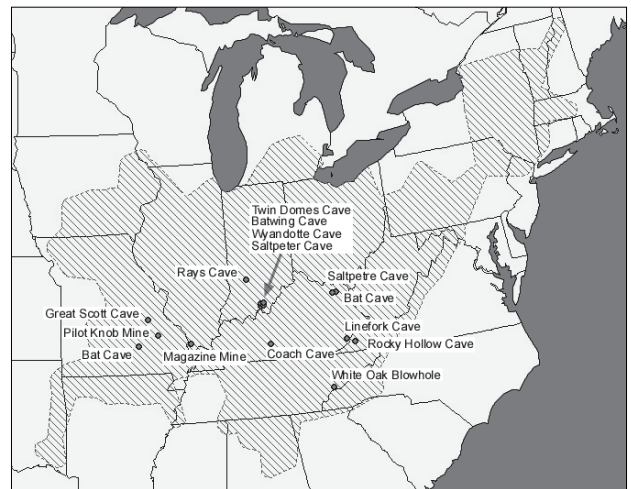 Twin Domes Cave
Batwing Cave
Wyandotte Cave
Saltpeter Cave
Rays Cave
Saltpetre Cave
Bat Cave
Great Scott Cave
Pilot Knob Mine
Bat Cave
Magazine Mine
Coach Cave
Linefork Cave
Rocky Hollow Cave
White Oak Blowhole